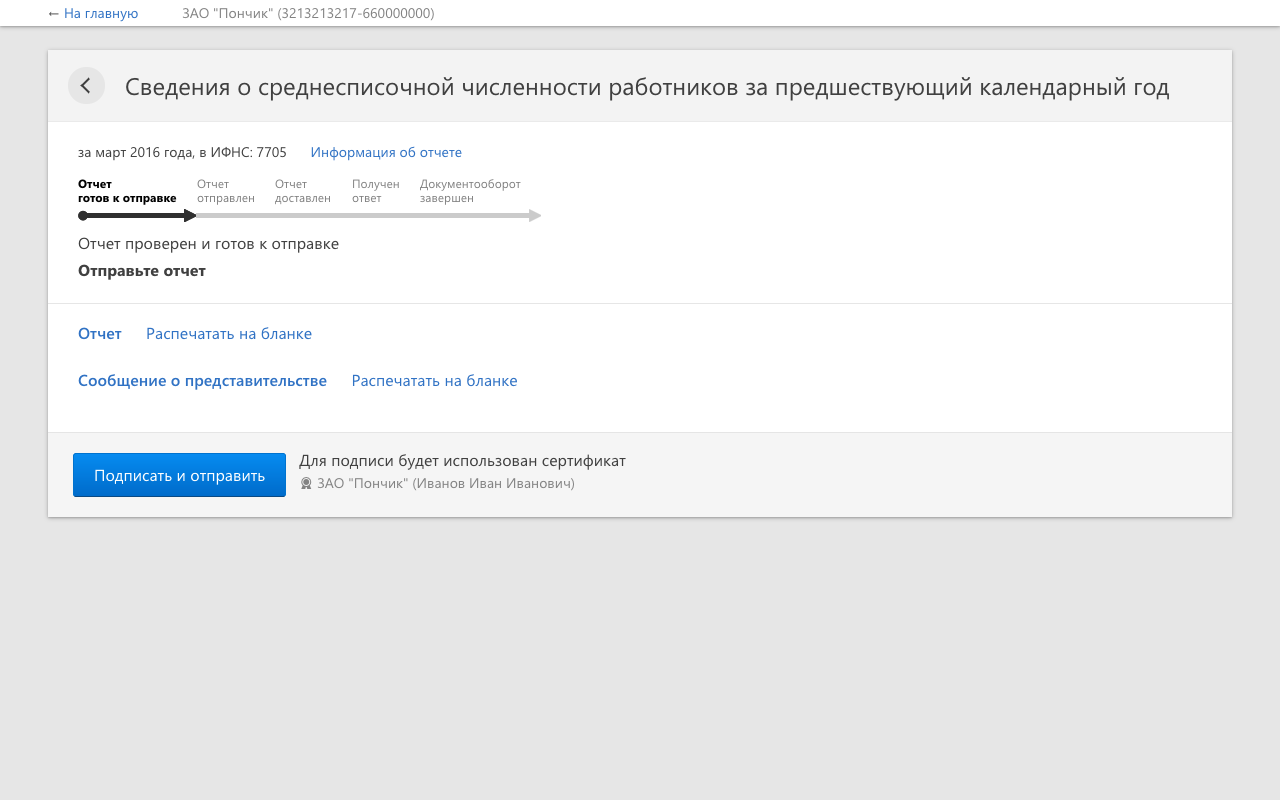 ← На главную ЗАО "Пончик" (3213213217-660000000)
Сведения о среднесписочной численности работников за предшествующий календарный год
за март 2016 года, в ИФНС: 7705 Информация об отчете
Отчет готов к отправке
Отчет отправлен
Отчет доставлен
Получен ответ
Документооборот завершен
Отчет проверен и готов к отправке
Отправьте отчет
Отчет Распечатать на бланке
Сообщение о представительстве Распечатать на бланке
Подписать и отправить
Для подписи будет использован сертификат
ЗАО "Пончик" (Иванов Иван Иванович)